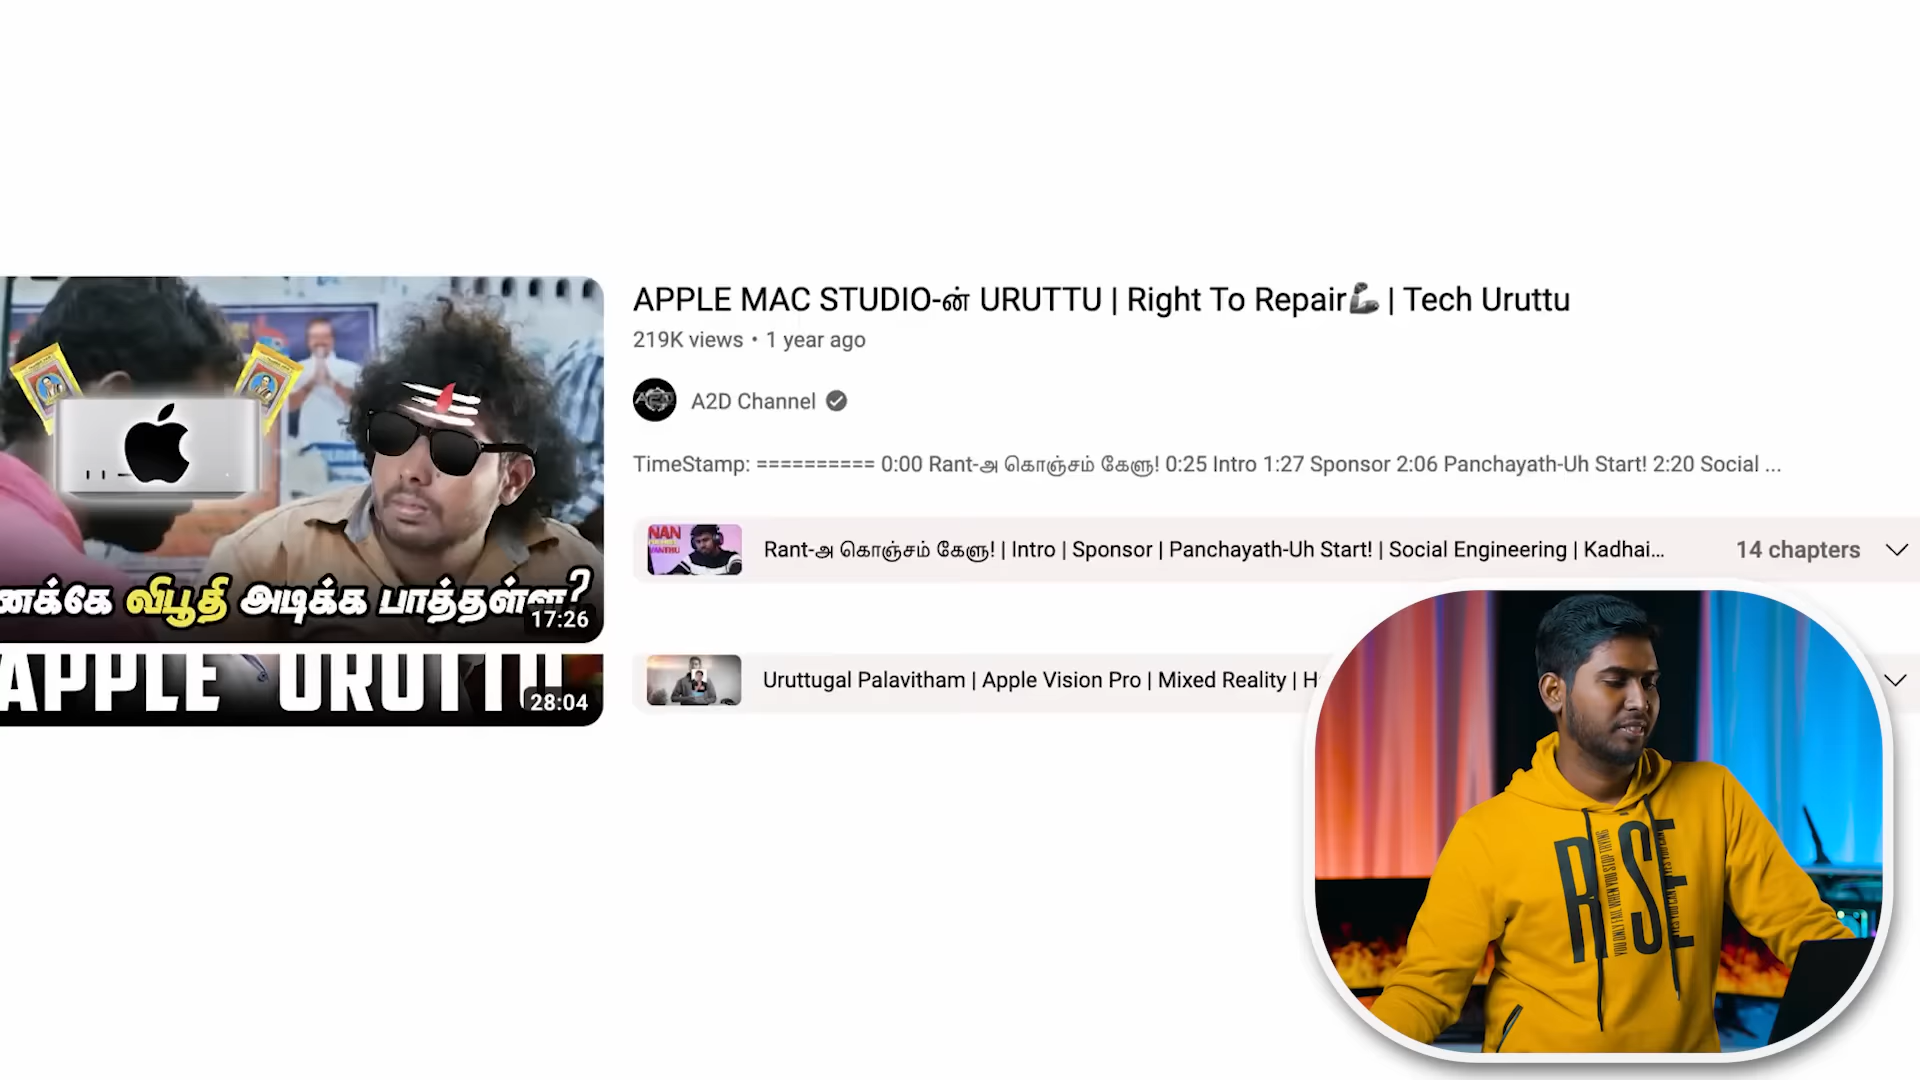 APPLE MAC STUDIO-ன் URUTTU | Right To Repair🦾 | Tech Uruttu
219K views • 1 year ago
A2D
A2D Channel
TimeStamp: ========== 0:00 Rant-அ கொஞ்சம் கேளு! 0:25 Intro 1:27 Sponsor 2:06 Panchayath-Uh Start! 2:20 Social ...
NAN
VANTHU
Rant-அ கொஞ்சம் கேளு! | Intro | Sponsor | Panchayath-Uh Start! | Social Engineering | Kadhai...
14 chapters
னக்கே விபூதி அடிக்க பாத்தள்ள?
17:26
APPLE URUTTU
28:04
Uruttugal Palavitham | Apple Vision Pro | Mixed Reality | H
RISE